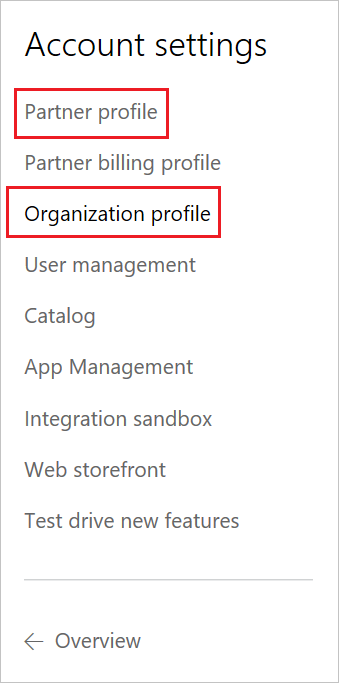 Account settings
Partner profile
Partner billing profile
Organization profile
User management
Catalog
App Management
Integration sandbox
Web storefront
Test drive new features
Overview